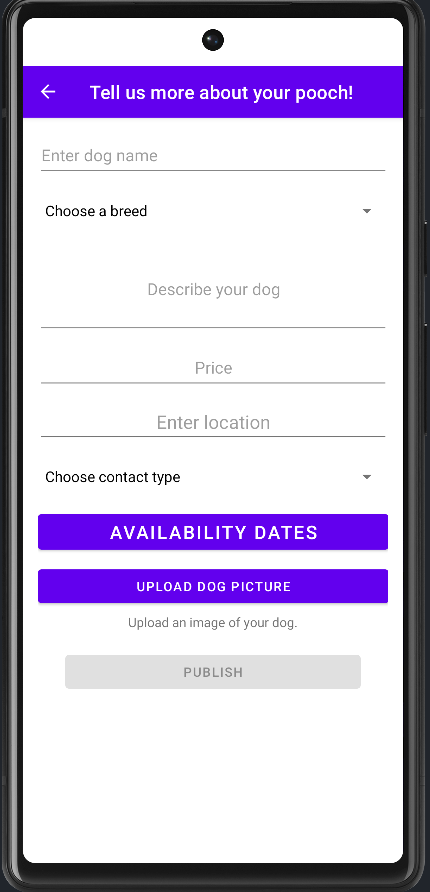 Tell us more about your pooch!
Enter dog name
Choose a breed
Describe your dog
Price
Enter location
Choose contact type
AVAILABILITY DATES
UPLOAD DOG PICTURE
Upload an image of your dog.
PUBLISH